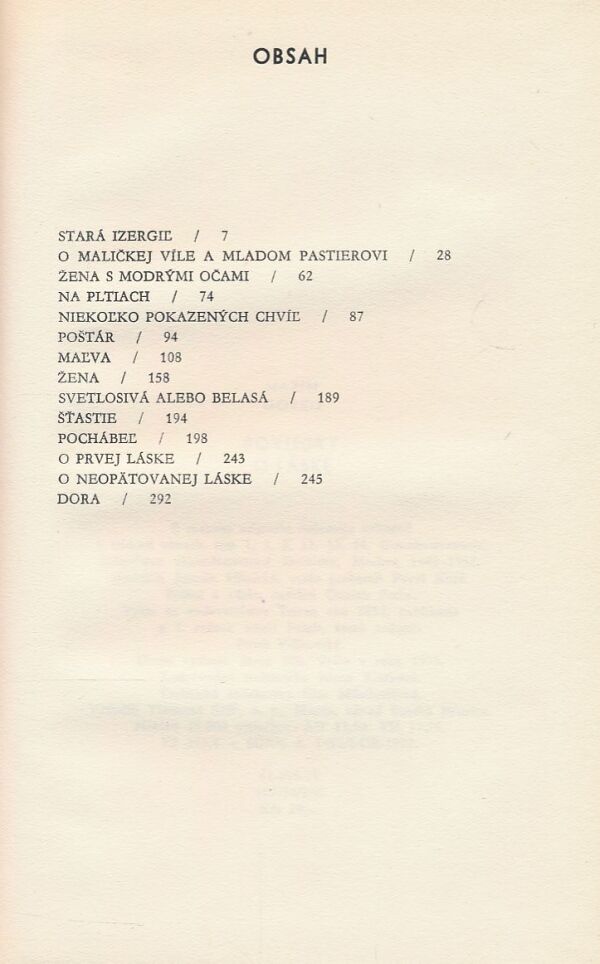 OBSAH
STARÁ IZERGIĽ / 7
O MALIČKEJ VÍLE A MLADOM PASTIEROVI / 28
ŽENA S MODRÝMI OČAMI / 62
NA PLTIACH / 74
NIEKOĽKO POKAZENÝCH CHVÍĽ / 87
POŠTÁR / 94
MAĽVA / 108
ŽENA / 158
SVETLOSIVÁ ALEBO BELASÁ / 189
ŠŤASTIE / 194
POCHÁBEĽ / 198
O PRVEJ LÁSKE / 243
O NEOPÄTOVANEJ LÁSKE / 245
DORA / 292